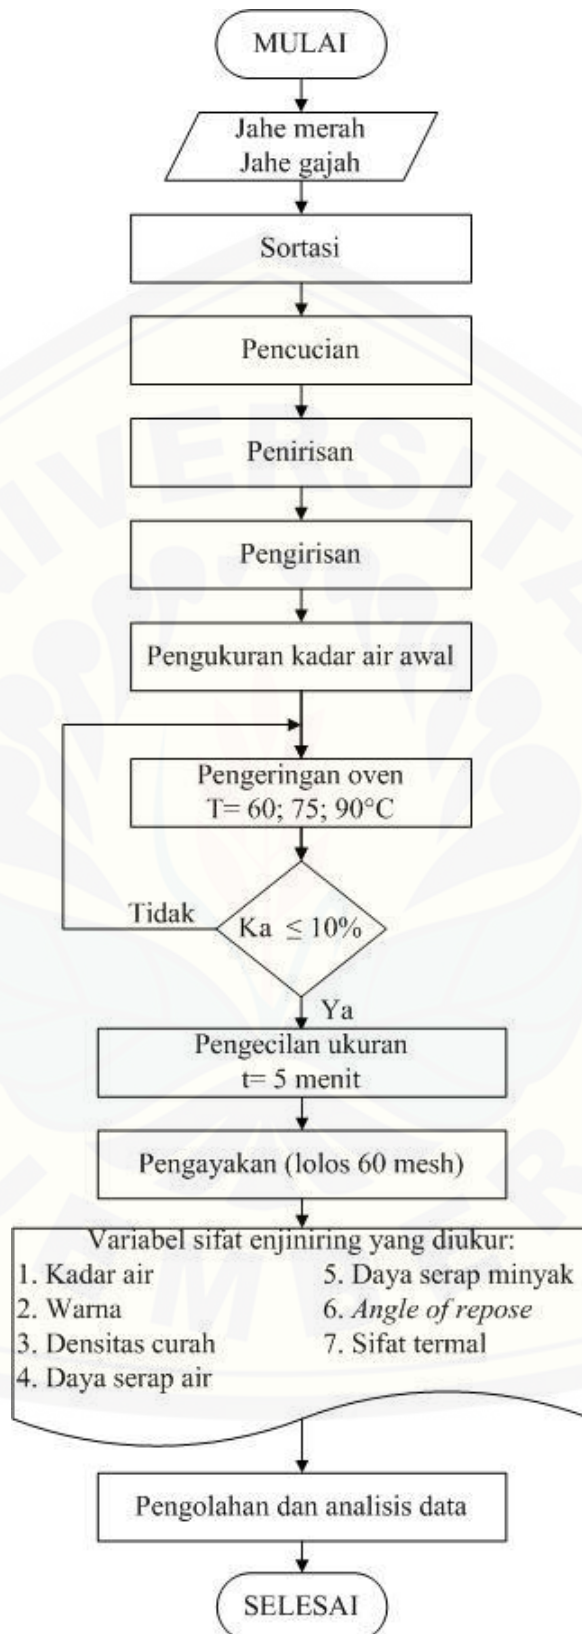 MULAI
Jahe merah
Jahe gajah
Sortasi
Pencucian
Penirisan
Pengirisan
Pengukuran kadar air awal
Pengeringan oven
T= 60; 75; 90°C
Tidak
Ka ≤ 10%
Ya
Pengecilan ukuran
t= 5 menit
Pengayakan (lolos 60 mesh)
Variabel sifat enjiniring yang diukur:
1. Kadar air
2. Warna
3. Densitas curah
4. Daya serap air
5. Daya serap minyak
6. Angle of repose
7. Sifat termal
Pengolahan dan analisis data
SELESAI